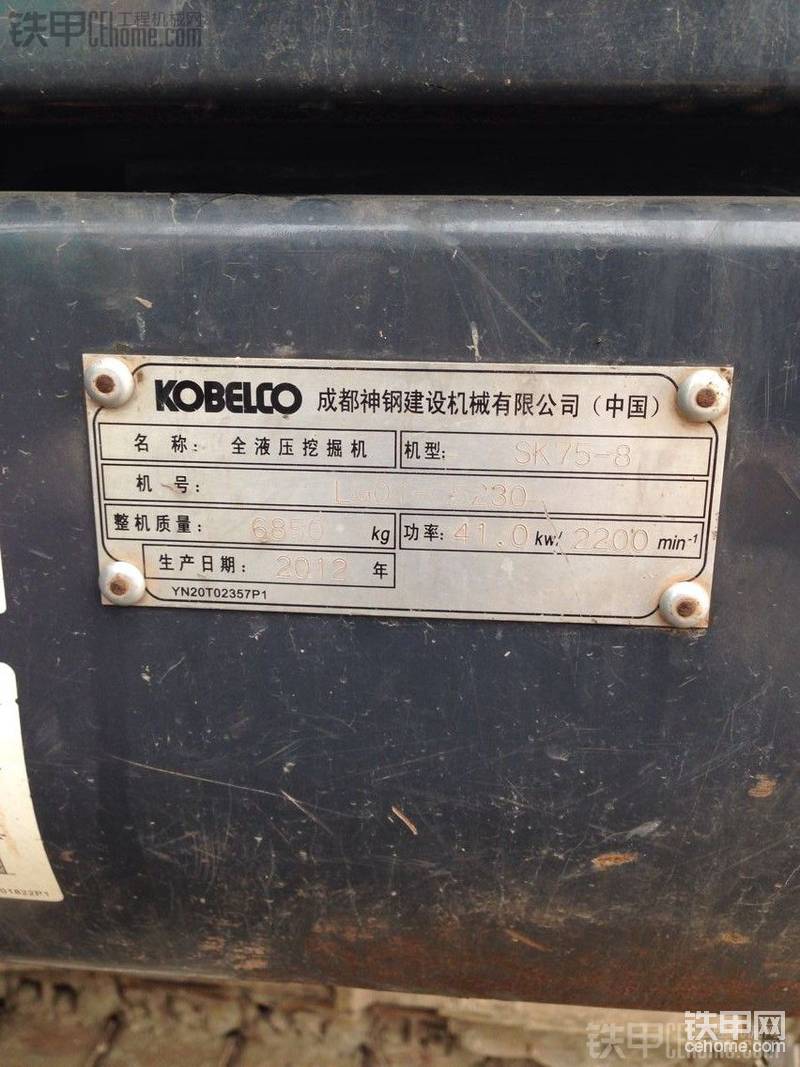 铁甲工程机械网
CEhome.com
KOBELCO 成都神钢建设机械有限公司（中国）
名 称： 全液压挖掘机 机型： SK75-8
机 号：
整机质量： 6850 kg 功率： 41.0 kw/ 2200 min-1
生产日期： 2012 年
YN20T02357P1
01822P1
铁甲网
cehome.com